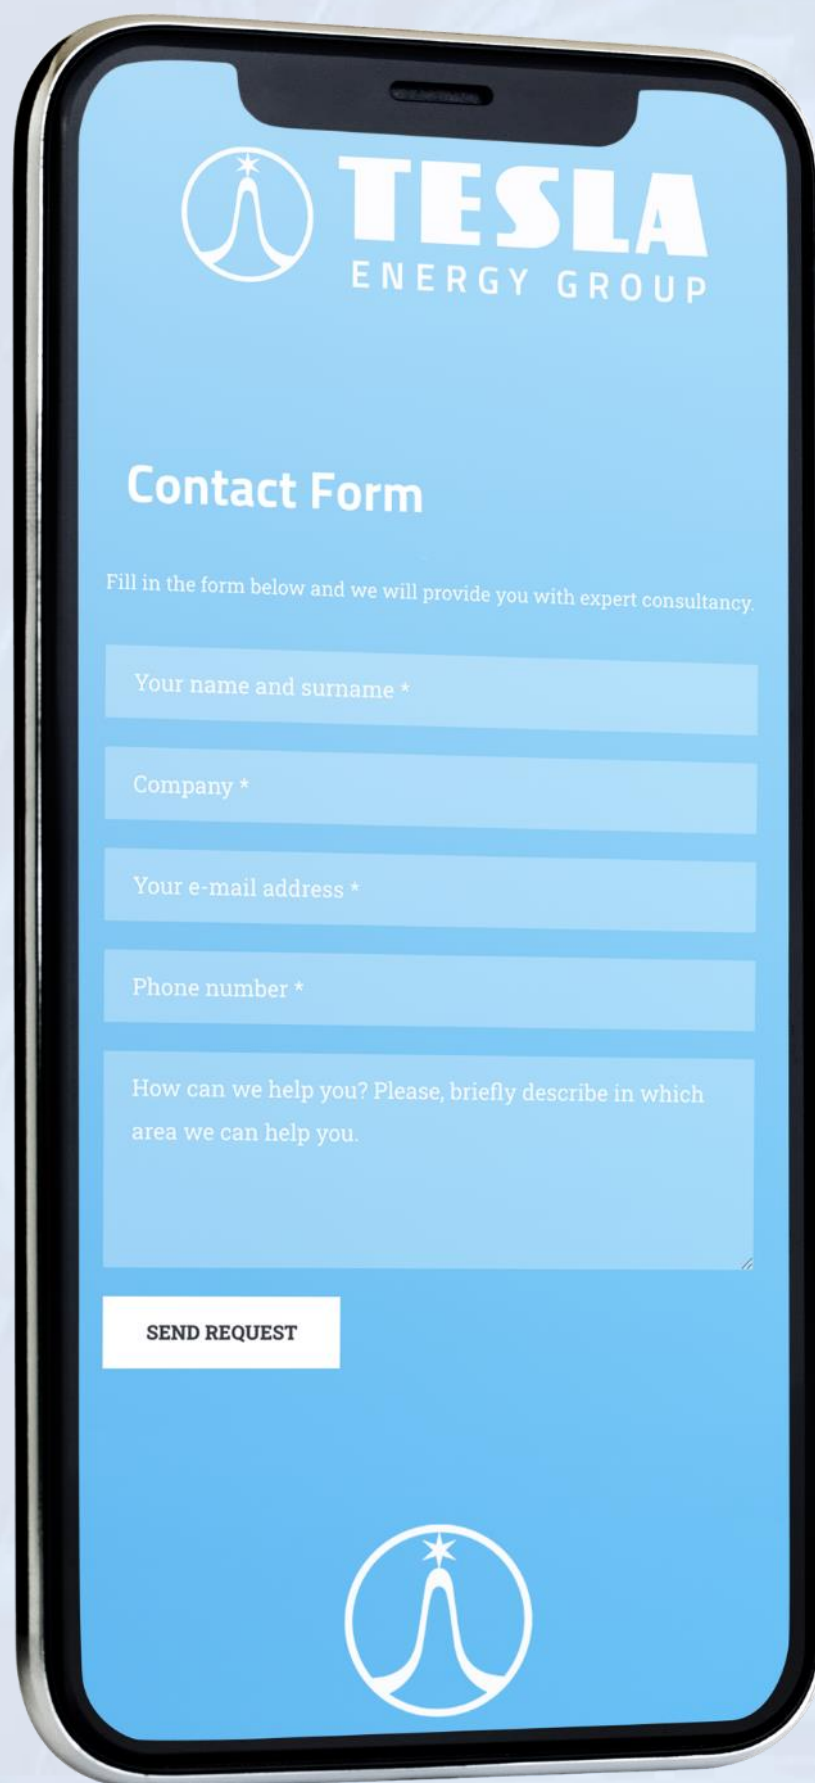 TESLA
ENERGY GROUP
Contact Form
Fill in the form below and we will provide you with expert consultancy.
Your name and surname *
Company *
Your e-mail address *
Phone number *
How can we help you? Please, briefly describe in which
area we can help you.
SEND REQUEST